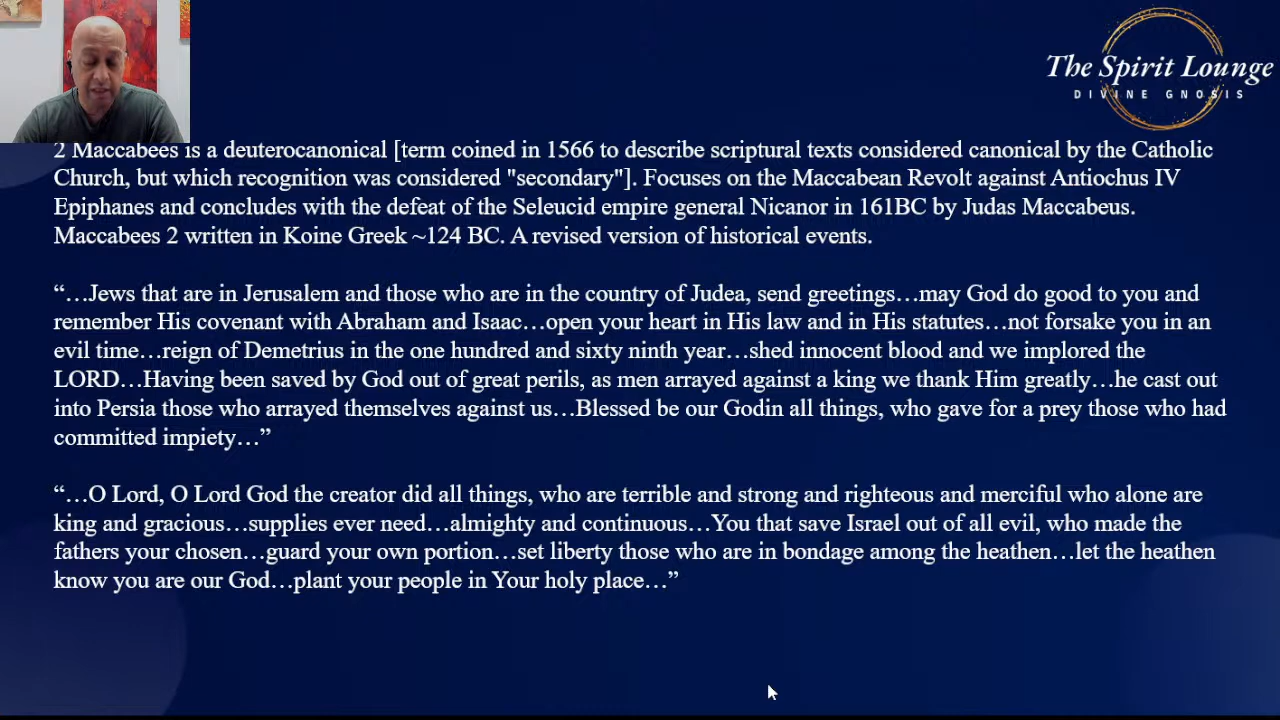 The Spirit Lounge
DIVINE GNOSIS
2 Maccabees is a deuterocanonical [term coined in 1566 to describe scriptural texts considered canonical by the Catholic
Church, but which recognition was considered "secondary"]. Focuses on the Maccabean Revolt against Antiochus IV
Epiphanes and concludes with the defeat of the Seleucid empire general Nicanor in 161BC by Judas Maccabeus.
Maccabees 2 written in Koine Greek ~124 BC. A revised version of historical events.
“…Jews that are in Jerusalem and those who are in the country of Judea, send greetings…may God do good to you and
remember His covenant with Abraham and Isaac…open your heart in His law and in His statutes…not forsake you in an
evil time…reign of Demetrius in the one hundred and sixty ninth year…shed innocent blood and we implored the
LORD…Having been saved by God out of great perils, as men arrayed against a king we thank Him greatly…he cast out
into Persia those who arrayed themselves against us…Blessed be our Godin all things, who gave for a prey those who had
committed impiety…”
“…O Lord, O Lord God the creator did all things, who are terrible and strong and righteous and merciful who alone are
king and gracious…supplies ever need…almighty and continuous…You that save Israel out of all evil, who made the
fathers your chosen…guard your own portion…set liberty those who are in bondage among the heathen…let the heathen
know you are our God…plant your people in Your holy place…”